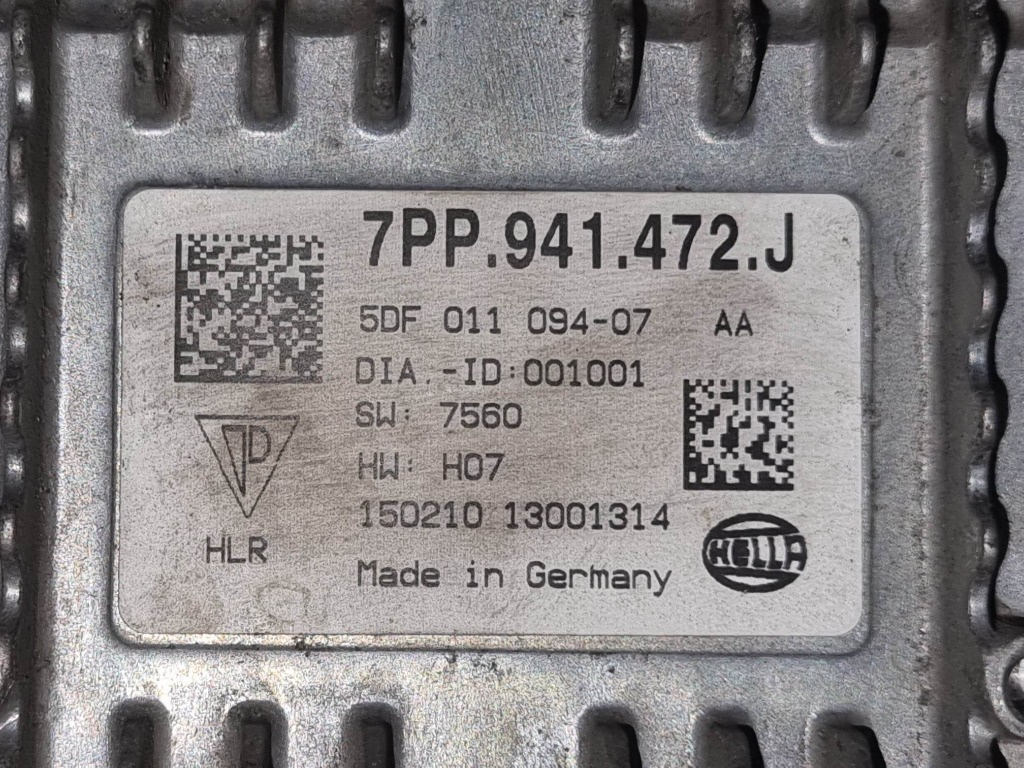 7PP.941.472.J
5DF 011 094-07 AA
DIA.-ID:001001
SW: 7560
HW: H07
150210 13001314
HLR
Made in Germany
HELLA